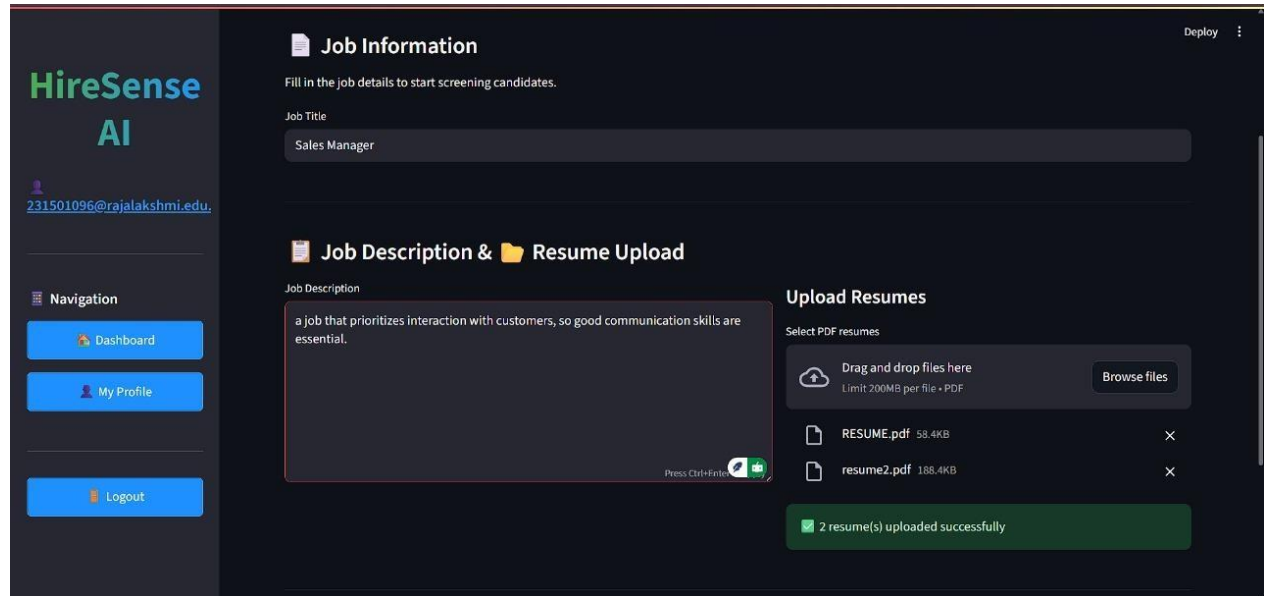 Deploy
HireSense
AI
231501096@rajalakshmi.edu.
Navigation
Dashboard
My Profile
Logout
Job Information
Fill in the job details to start screening candidates.
Job Title
Sales Manager
Job Description & Resume Upload
Job Description
a job that prioritizes interaction with customers, so good communication skills are
essential.
Press Ctrl+Enter
Upload Resumes
Select PDF resumes
Drag and drop files here
Limit 200MB per file • PDF
Browse files
RESUME.pdf 58.4KB
resume2.pdf 188.4KB
2 resume(s) uploaded successfully